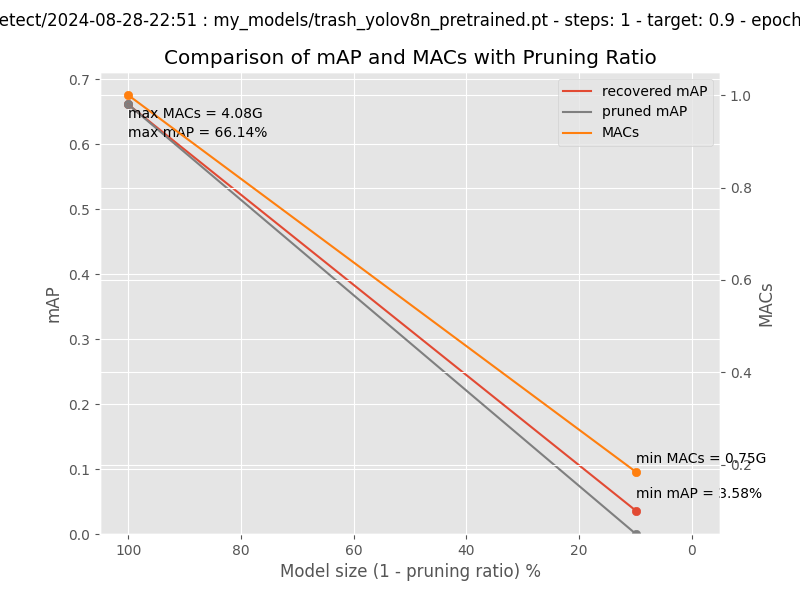 etect/2024-08-28-22:51 : my_models/trash_yolov8n_pretrained.pt - steps: 1 - target: 0.9 - epoch
Comparison of mAP and MACs with Pruning Ratio
recovered mAP
pruned mAP
MACs
max MACs = 4.08G
max mAP = 66.14%
min MACs = 0.75G
min mAP = 3.58%
mAP
0.7
0.6
0.5
0.4
0.3
0.2
0.1
0.0
MACs
1.0
0.8
0.6
0.4
0.2
100
80
60
40
20
0
Model size (1 - pruning ratio) %